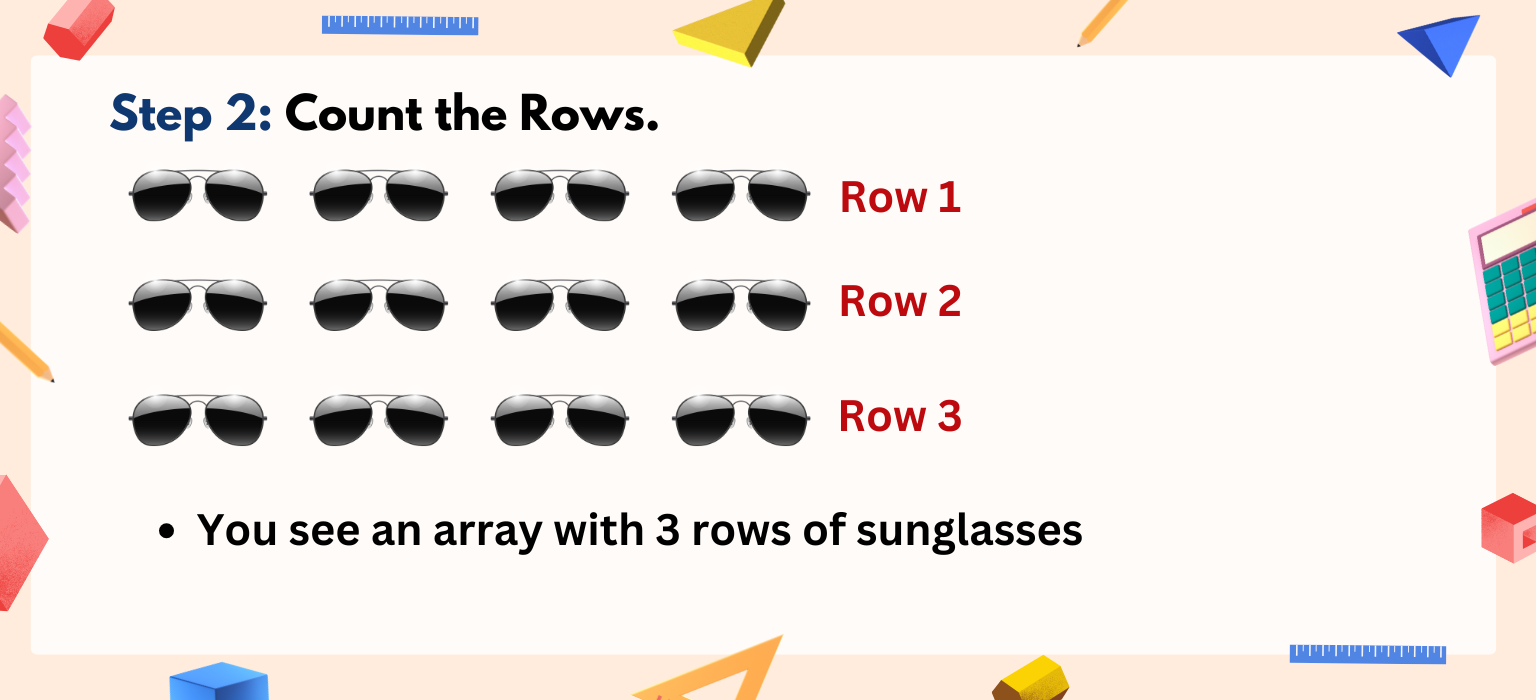 Step 2: Count the Rows.
Row 1
Row 2
Row 3
• You see an array with 3 rows of sunglasses